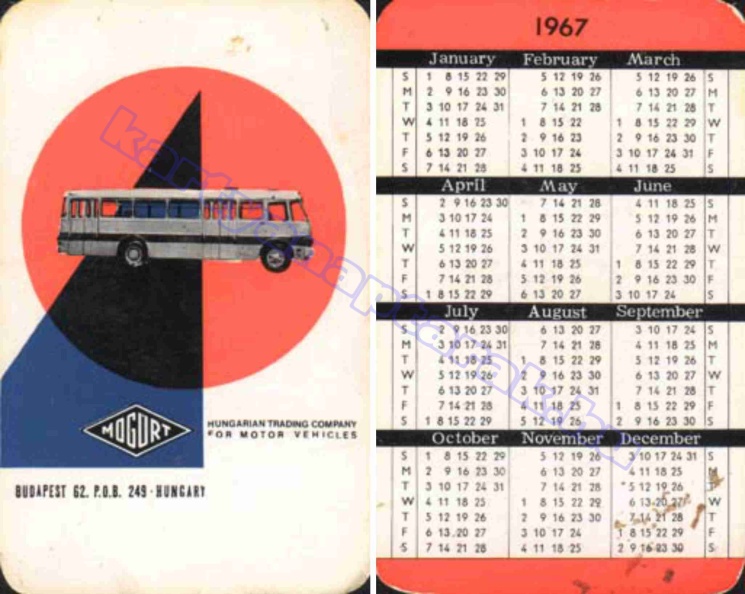 MOGURT
HUNGARIAN TRADING COMPANY
FOR MOTOR VEHICLES
BUDAPEST 62. P.O.B. 249 · HUNGARY
1967
January February March
S 1 8 15 22 29 5 12 19 26 5 12 19 26 S
M 2 9 16 23 30 6 13 20 27 6 13 20 27 M
T 3 10 17 24 31 7 14 21 28 7 14 21 28 T
W 4 11 18 25 1 8 15 22 1 8 15 22 29 W
T 5 12 19 26 2 9 16 23 2 9 16 23 30 T
F 6 13 20 27 3 10 17 24 3 10 17 24 31 F
S 7 14 21 28 4 11 18 25 4 11 18 25 S
April May June
S 2 9 16 23 30 7 14 21 28 4 11 18 25 S
M 3 10 17 24 1 8 15 22 29 5 12 19 26 M
T 4 11 18 25 2 9 16 23 30 6 13 20 27 T
W 5 12 19 26 3 10 17 24 31 7 14 21 28 W
T 6 13 20 27 4 11 18 25 1 8 15 22 29 T
F 7 14 21 28 5 12 19 26 2 9 16 23 30 F
S 1 8 15 22 29 6 13 20 27 3 10 17 24 S
July August September
S 2 9 16 23 30 6 13 20 27 3 10 17 24 S
M 3 10 17 24 31 7 14 21 28 4 11 18 25 M
T 4 11 18 25 1 8 15 22 29 5 12 19 26 T
W 5 12 19 26 2 9 16 23 30 6 13 20 27 W
T 6 13 20 27 3 10 17 24 31 7 14 21 28 T
F 7 14 21 28 4 11 18 25 1 8 15 22 29 F
S 1 8 15 22 29 5 12 19 26 2 9 16 23 30 S
October November December
S 1 8 15 22 29 5 12 19 26 3 10 17 24 31 S
M 2 9 16 23 30 6 13 20 27 4 11 18 25 M
T 3 10 17 24 31 7 14 21 28 5 12 19 26 T
W 4 11 18 25 1 8 15 22 29 6 13 20 27 W
T 5 12 19 26 2 9 16 23 30 7 14 21 28 T
F 6 13 20 27 3 10 17 24 1 8 15 22 29 F
S 7 14 21 28 4 11 18 25 2 9 16 23 30 S
kartyanaptarak.hu